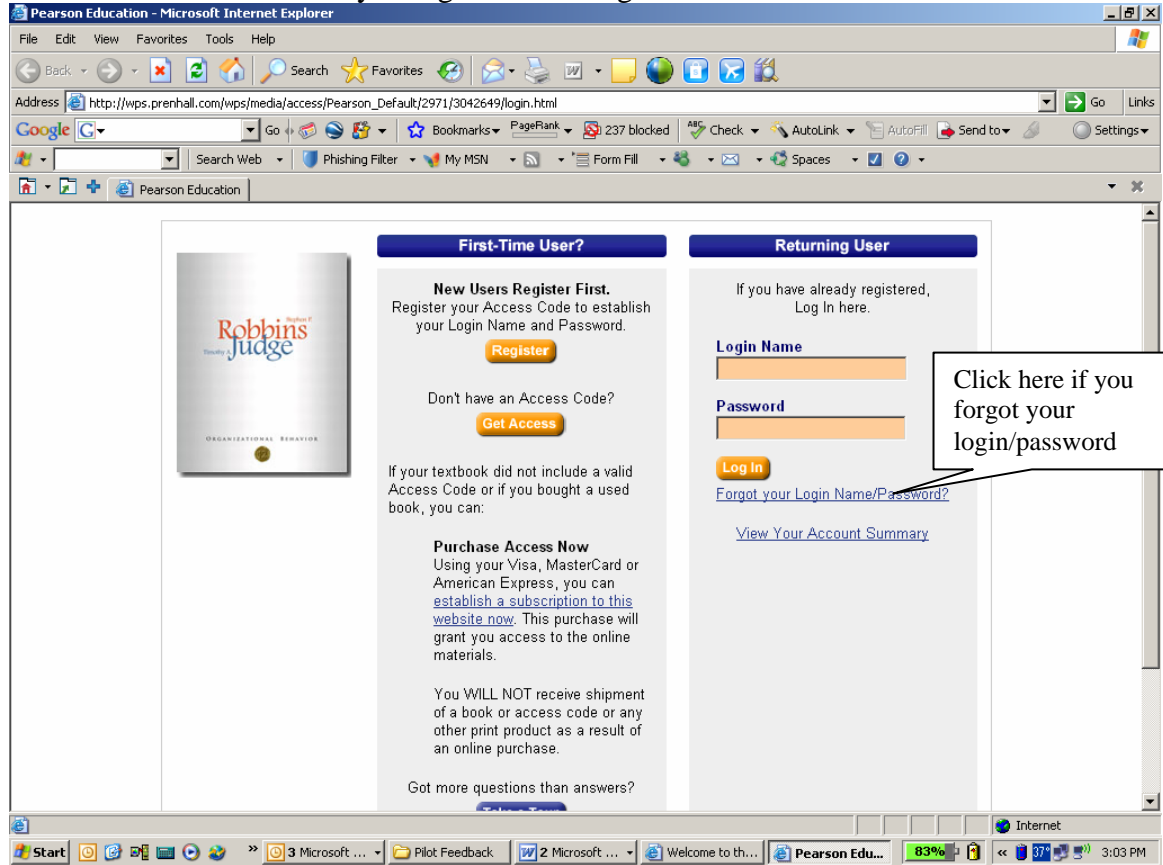 Pearson Education - Microsoft Internet Explorer
File Edit View Favorites Tools Help
Back Search Favorites
Address http://wps.prenhall.com/wps/media/access/Pearson_Default/2971/3042649/login.html Go Links
Google G Go Bookmarks PageRank 237 blocked ABC Check AutoLink AutoFill Send to Settings
Search Web Phishing Filter My MSN Form Fill Spaces
Pearson Education
First-Time User?
New Users Register First.
Register your Access Code to establish
your Login Name and Password.
Register
Don't have an Access Code?
Get Access
If your textbook did not include a valid
Access Code or if you bought a used
book, you can:
Purchase Access Now
Using your Visa, MasterCard or
American Express, you can
establish a subscription to this
website now. This purchase will
grant you access to the online
materials.
You WILL NOT receive shipment
of a book or access code or any
other print product as a result of
an online purchase.
Got more questions than answers?
Returning User
If you have already registered,
Log In here.
Login Name
Password
Log In
Forgot your Login Name/Password?
View Your Account Summary
Click here if you
forgot your
login/password
Stephen P.
Robbins
Timothy A. Judge
ORGANIZATIONAL BEHAVIOR
Internet
Start 3 Microsoft ... Pilot Feedback 2 Microsoft ... Welcome to th... Pearson Edu... 83% 37° 3:03 PM